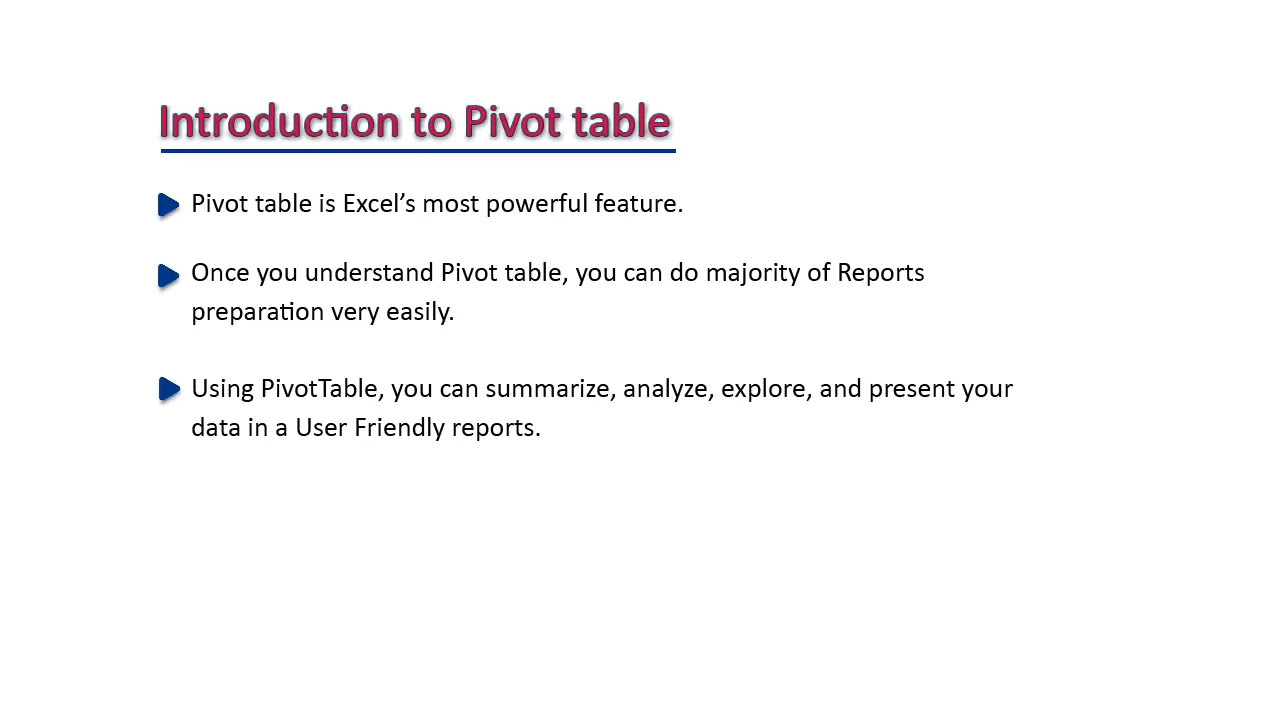 Introduction to Pivot table
Pivot table is Excel’s most powerful feature.
Once you understand Pivot table, you can do majority of Reports
preparation very easily.
Using PivotTable, you can summarize, analyze, explore, and present your
data in a User Friendly reports.